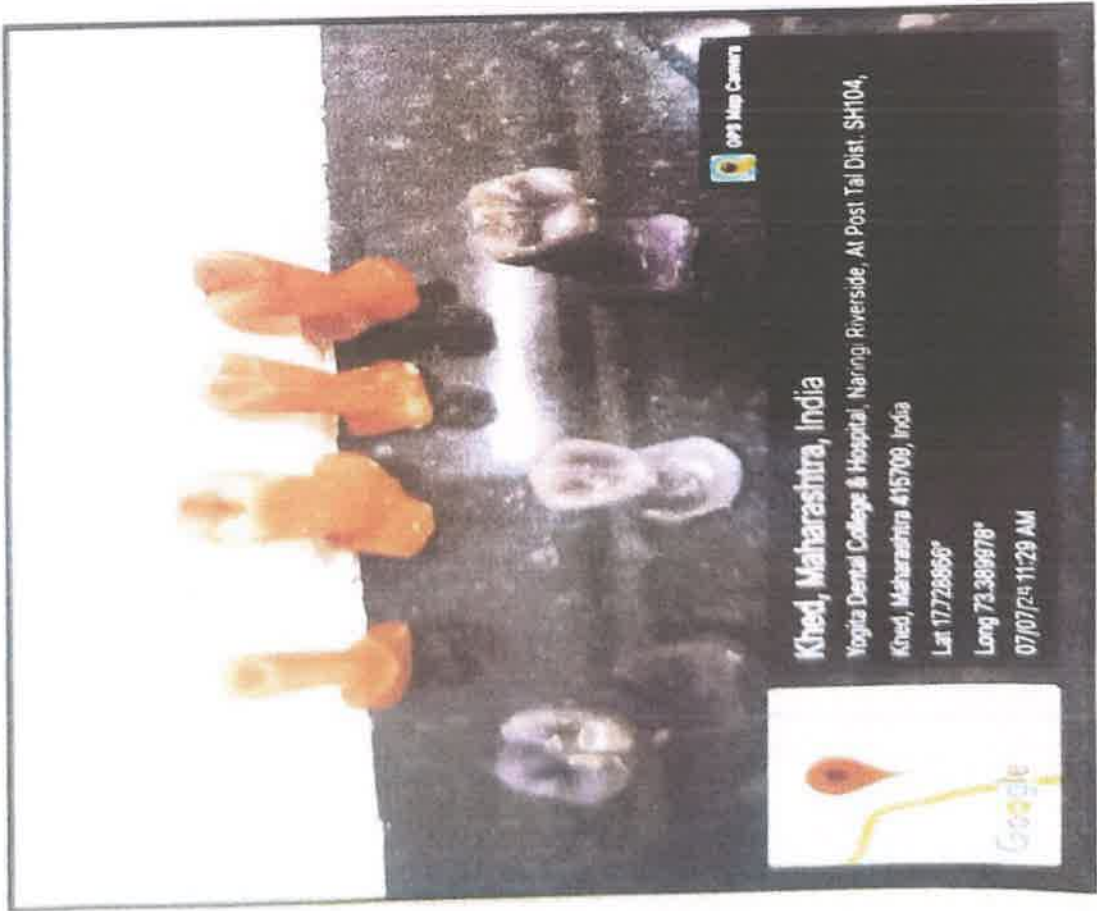 GPS Map Camera
Khed, Maharashtra, India
Yogita Dental College & Hospital, Naringi Riverside, At Post Tal Dist. SH104,
Khed, Maharashtra 415709, India
Lat 17.728866°
Long 73.389978°
07/07/24 11:29 AM
Google